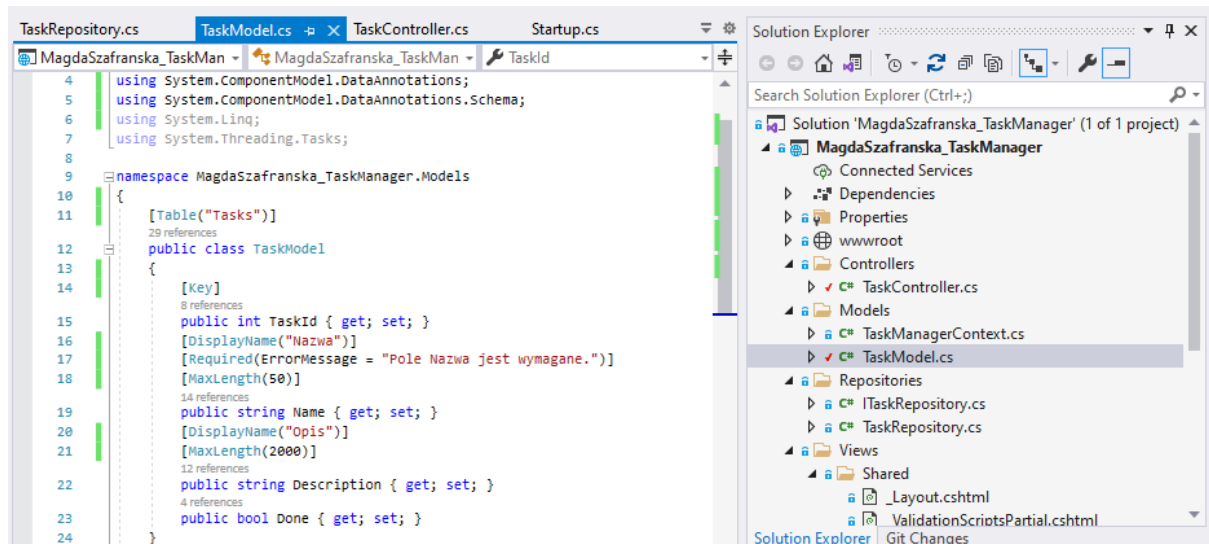 TaskRepository.cs TaskModel.cs TaskController.cs Startup.cs
MagdaSzafranska_TaskMan MagdaSzafranska_TaskMan TaskId
4 using System.ComponentModel.DataAnnotations;
5 using System.ComponentModel.DataAnnotations.Schema;
6 using System.Linq;
7 using System.Threading.Tasks;
8
9 namespace MagdaSzafranska_TaskManager.Models
10 {
11 [Table("Tasks")]
29 references
12 public class TaskModel
13 {
14 [Key]
8 references
15 public int TaskId { get; set; }
16 [DisplayName("Nazwa")]
17 [Required(ErrorMessage = "Pole Nazwa jest wymagane.")]
18 [MaxLength(50)]
14 references
19 public string Name { get; set; }
20 [DisplayName("Opis")]
21 [MaxLength(2000)]
12 references
22 public string Description { get; set; }
4 references
23 public bool Done { get; set; }
24 }
Solution Explorer
Search Solution Explorer (Ctrl+;)
Solution 'MagdaSzafranska_TaskManager' (1 of 1 project)
MagdaSzafranska_TaskManager
Connected Services
Dependencies
Properties
wwwroot
Controllers
C# TaskController.cs
Models
C# TaskManagerContext.cs
C# TaskModel.cs
Repositories
C# ITaskRepository.cs
C# TaskRepository.cs
Views
Shared
_Layout.cshtml
_ValidationScriptsPartial.cshtml
Solution Explorer Git Changes